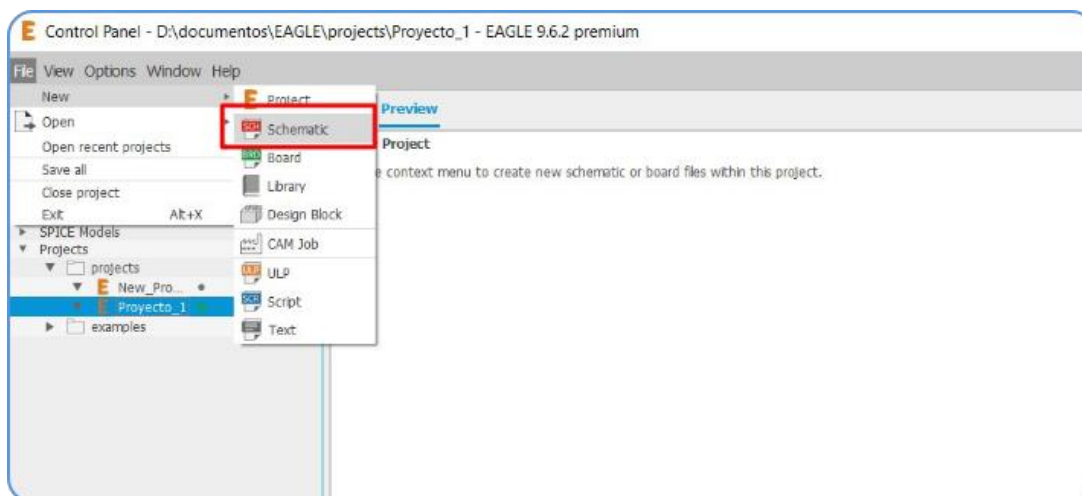 Control Panel - D:\documentos\EAGLE\projects\Proyecto_1 - EAGLE 9.6.2 premium
File View Options Window Help
New
Open
Open recent projects
Save all
Close project
Exit Alt+X
SPICE Models
Projects
projects
New_Pro...
Proyecto_1
examples
Project
Schematic
Board
Library
Design Block
CAM Job
ULP
Script
Text
Preview
Project
e context menu to create new schematic or board files within this project.